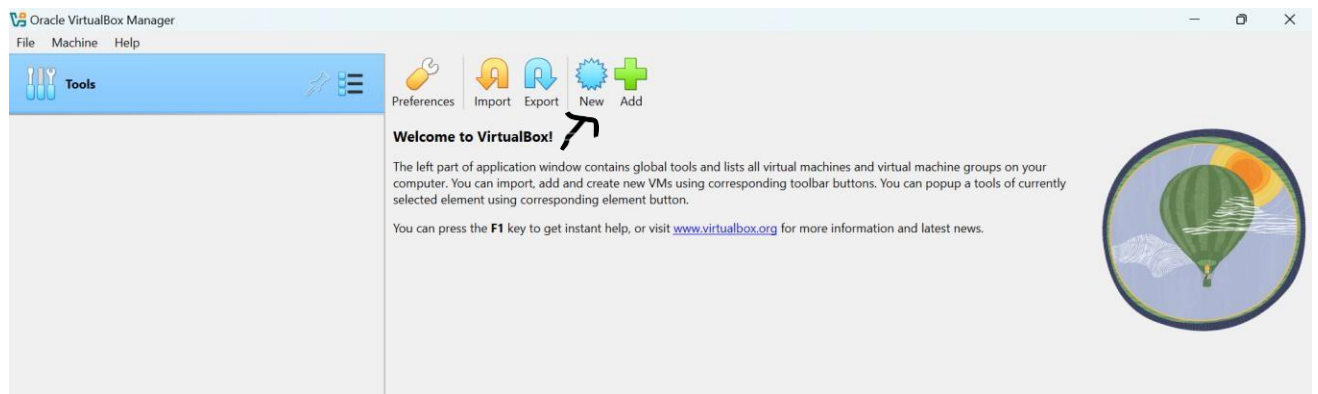 Oracle VirtualBox Manager
File Machine Help
Tools
Preferences Import Export New Add
Welcome to VirtualBox!
The left part of application window contains global tools and lists all virtual machines and virtual machine groups on your
computer. You can import, add and create new VMs using corresponding toolbar buttons. You can popup a tools of currently
selected element using corresponding element button.
You can press the F1 key to get instant help, or visit www.virtualbox.org for more information and latest news.